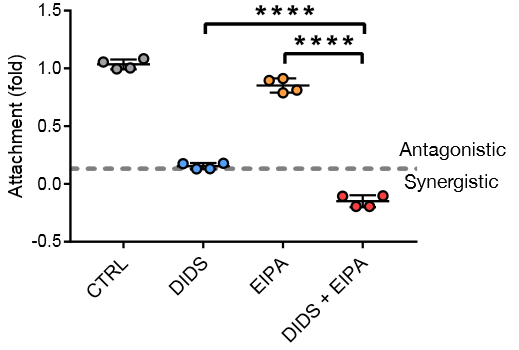 1.5
****
1.0
****
0.5
Attachment (fold)
Antagonistic
0.0
Synergistic
-0.5
CTRL
DIDS
EIPA
DIDS + EIPA